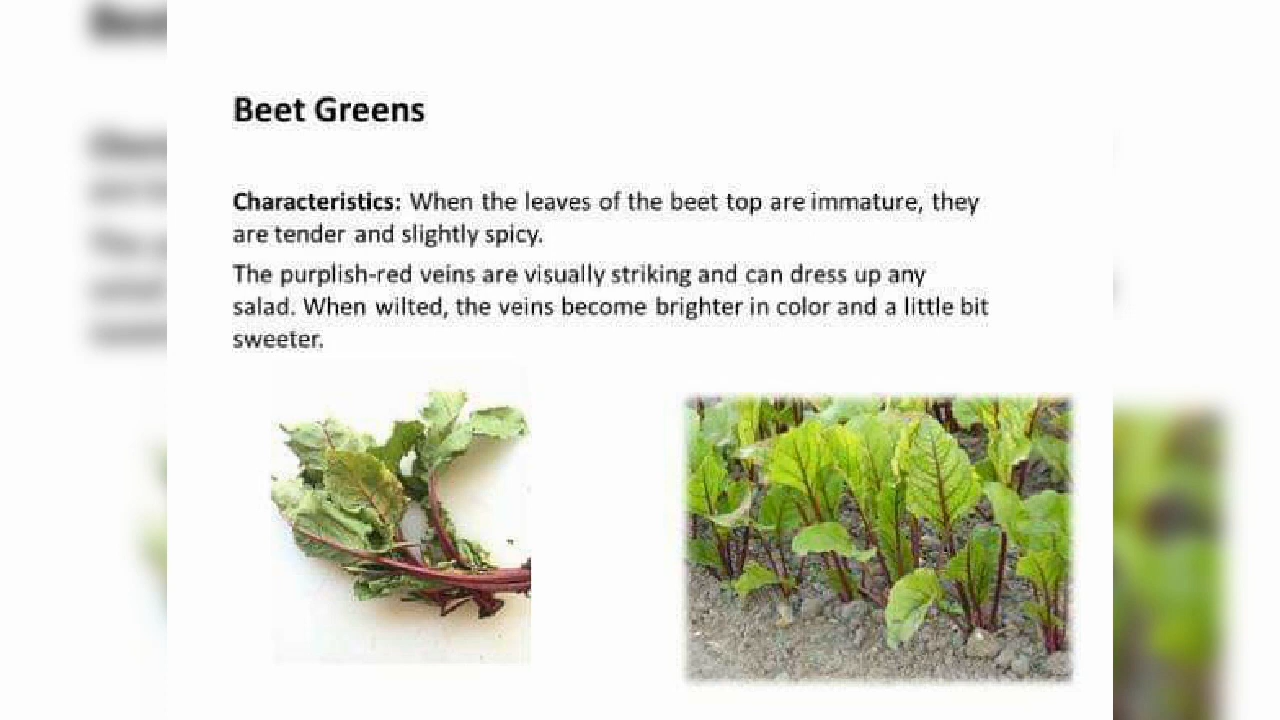 Beet Greens
Characteristics: When the leaves of the beet top are immature, they
are tender and slightly spicy.
The purplish-red veins are visually striking and can dress up any
salad. When wilted, the veins become brighter in color and a little bit
sweeter.